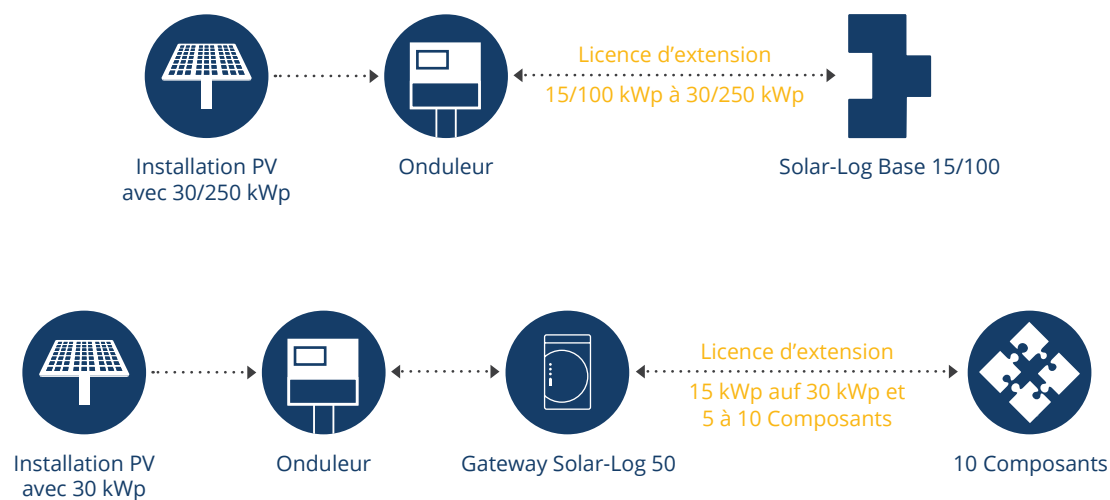 Licence d’extension
15/100 kWp à 30/250 kWp
Installation PV
avec 30/250 kWp
Onduleur
Solar-Log Base 15/100
Licence d’extension
15 kWp auf 30 kWp et
5 à 10 Composants
Installation PV
avec 30 kWp
Onduleur
Gateway Solar-Log 50
10 Composants